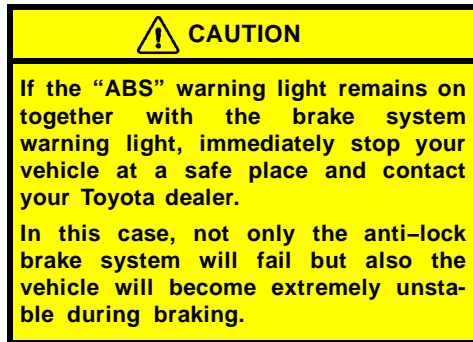 CAUTION
If the “ABS” warning light remains on
together with the brake system
warning light, immediately stop your
vehicle at a safe place and contact
your Toyota dealer.
In this case, not only the anti–lock
brake system will fail but also the
vehicle will become extremely unsta-
ble during braking.